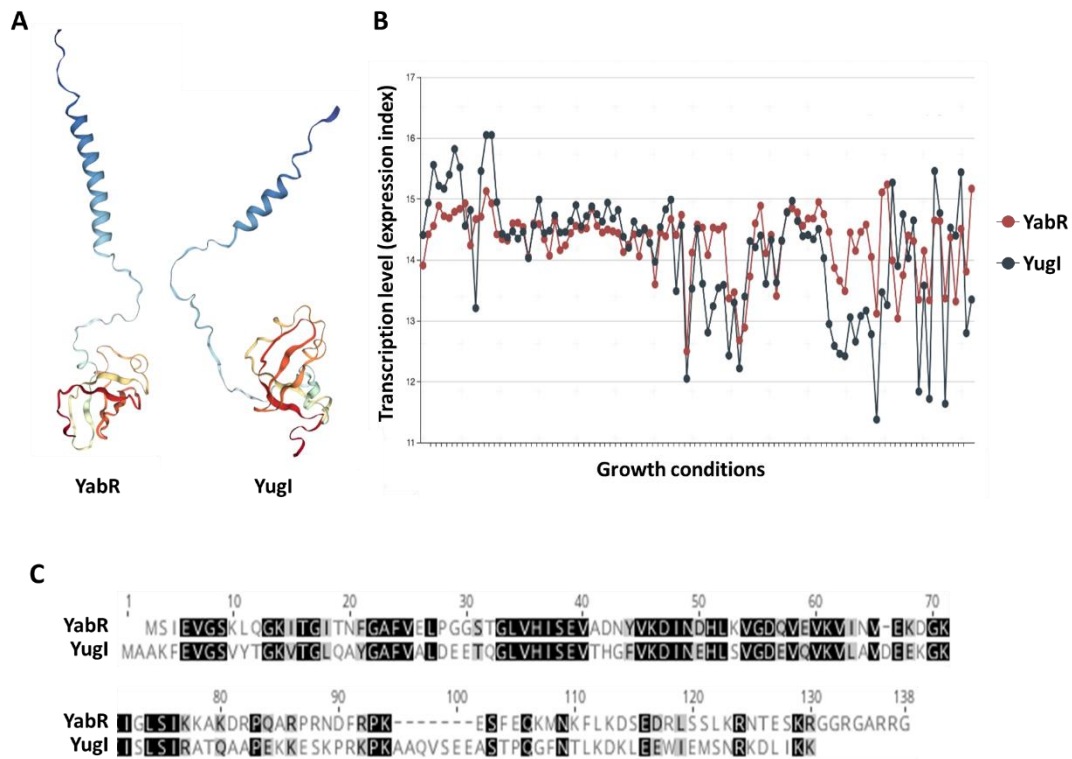 A
B
YabR
YugI
17
16
15
14
13
12
11
Transcription level (expression index)
Growth conditions
YabR
YugI
C
1 10 20 30 40 50 60 70
YabR MSIEVGSKLQGKITGITNFGAFVELPGGSTGLVHISEVADNYVKDINDHLKVGDQVEVKVINV-EKDGK
YugI MAAKFEVGSVYTGKVTGLQAYGAFVALDEETQGLVHISEVTHGFVKDINEHLSVGDEVQVKVLAVDEEKGK
80 90 100 110 120 130 138
YabR IGLSIKKAKDRPQARPRNDFRPK-------ESFEQKMNKFLKDSEDRLSSLKRNTESKRGGRGARRG
YugI ISLSIRATQAAPEKKESKPRKPKAAQVSEEASTPQGFNTLKDKLEEWIEMSNRKDLIKK